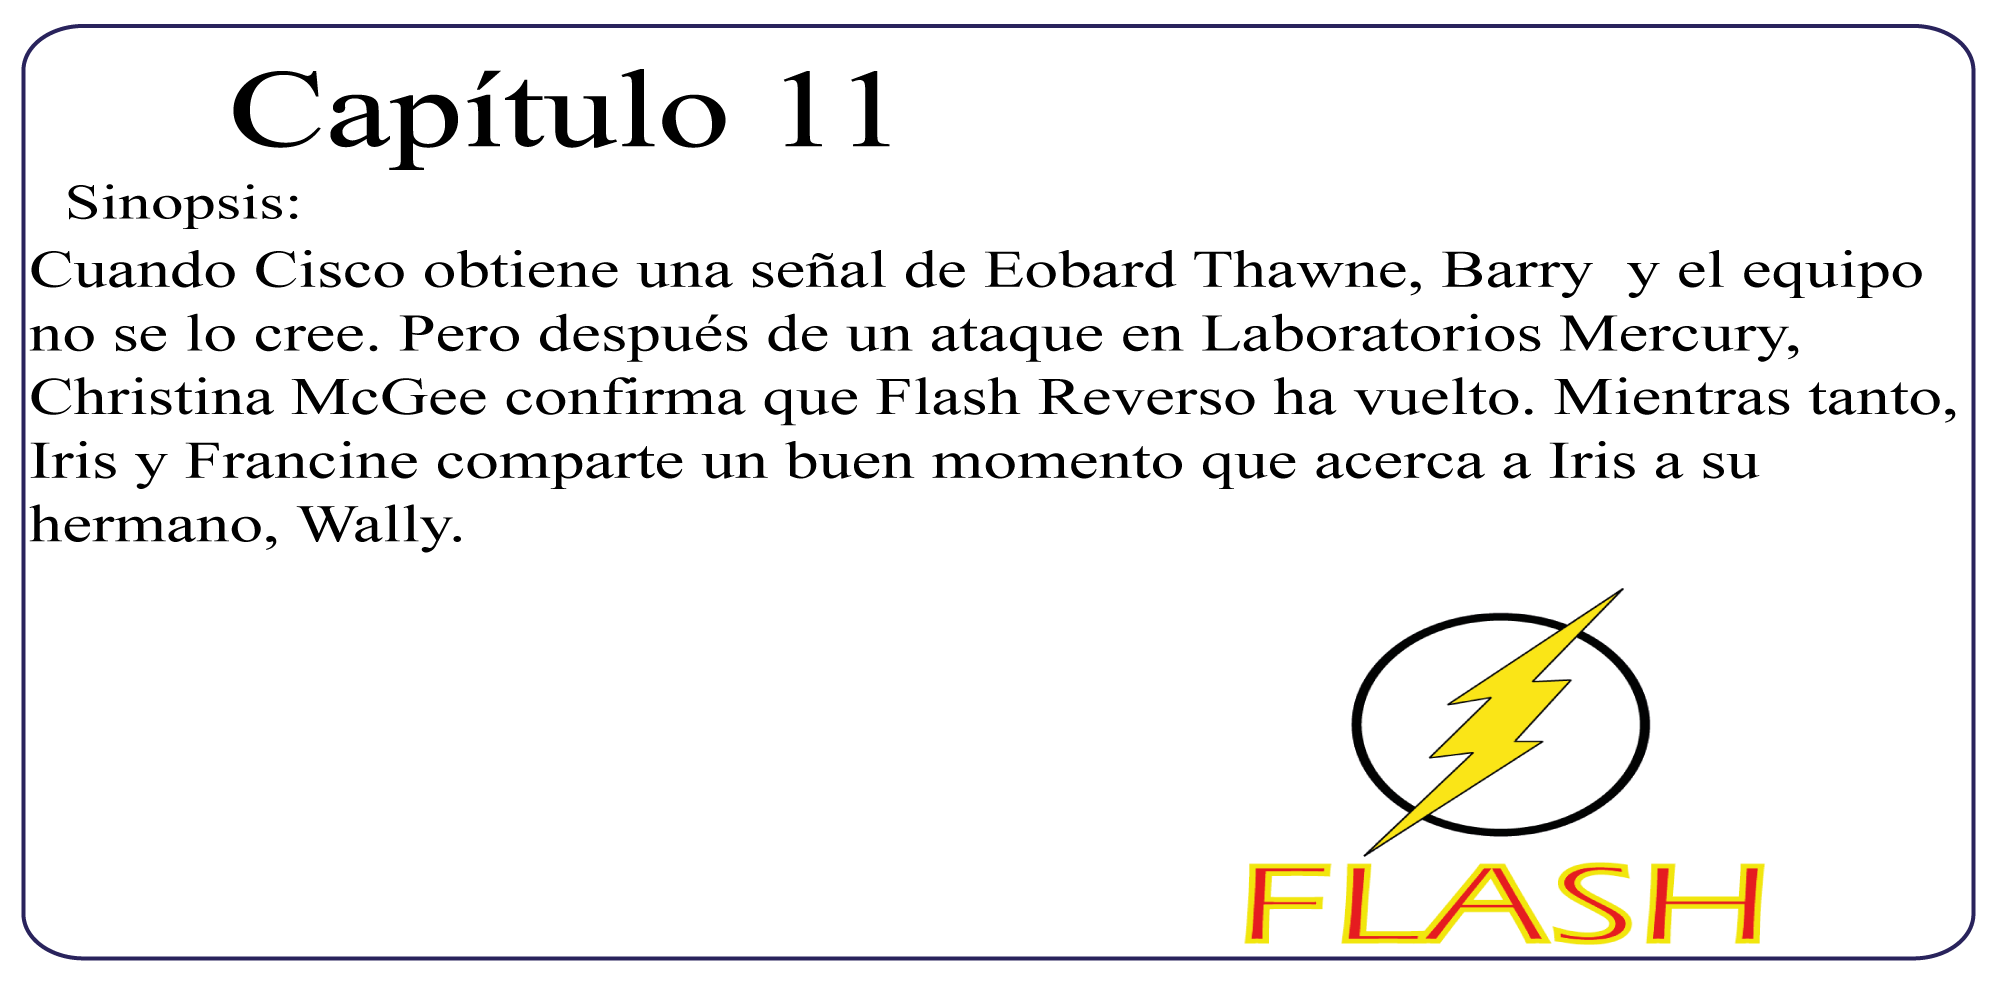 Capítulo 11
Sinopsis:
Cuando Cisco obtiene una señal de Eobard Thawne, Barry  y el equipo
no se lo cree. Pero después de un ataque en Laboratorios Mercury,
Christina McGee confirma que Flash Reverso ha vuelto. Mientras tanto,
Iris y Francine comparte un buen momento que acerca a Iris a su
hermano, Wally.
FLASH